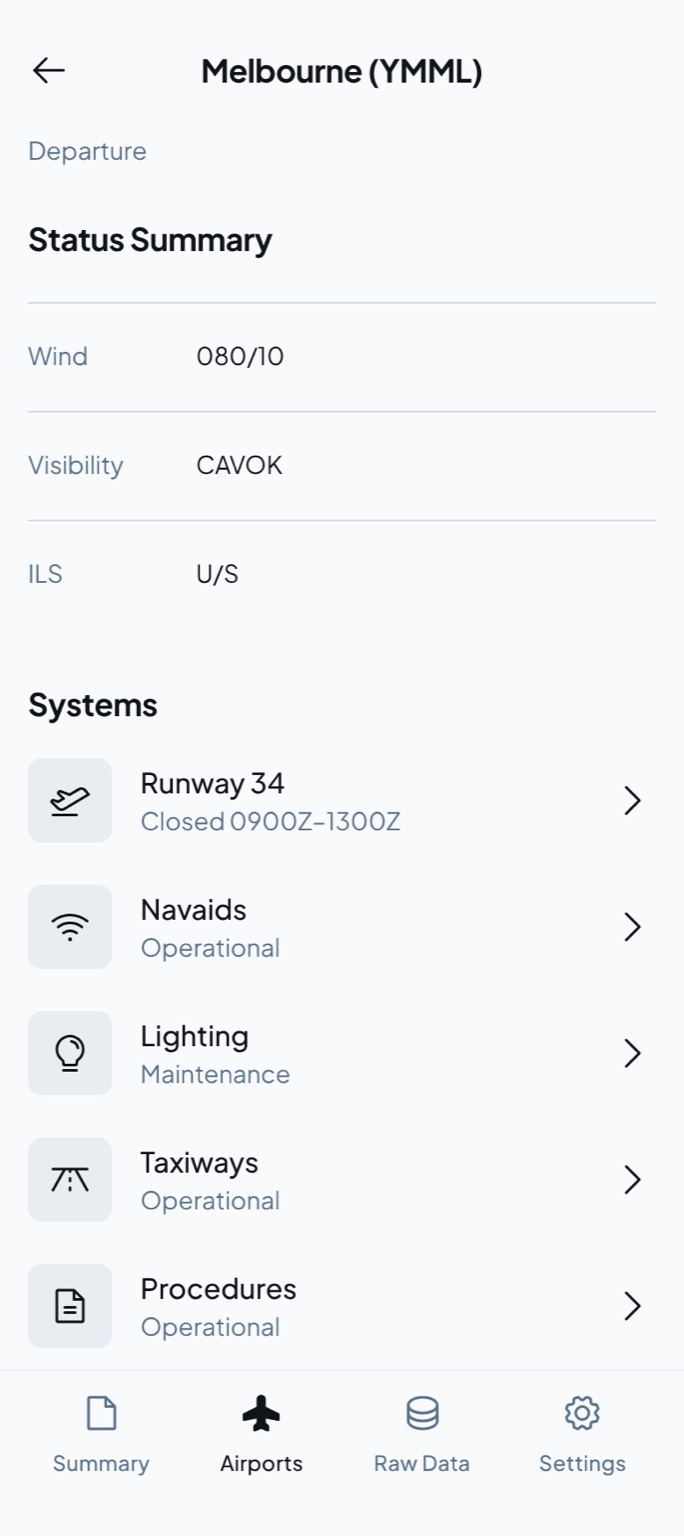 Melbourne (YMML)
Departure
Status Summary
Wind 080/10
Visibility CAVOK
ILS U/S
Systems
Runway 34
Closed 0900Z–1300Z
Navaids
Operational
Lighting
Maintenance
Taxiways
Operational
Procedures
Operational
Summary Airports Raw Data Settings